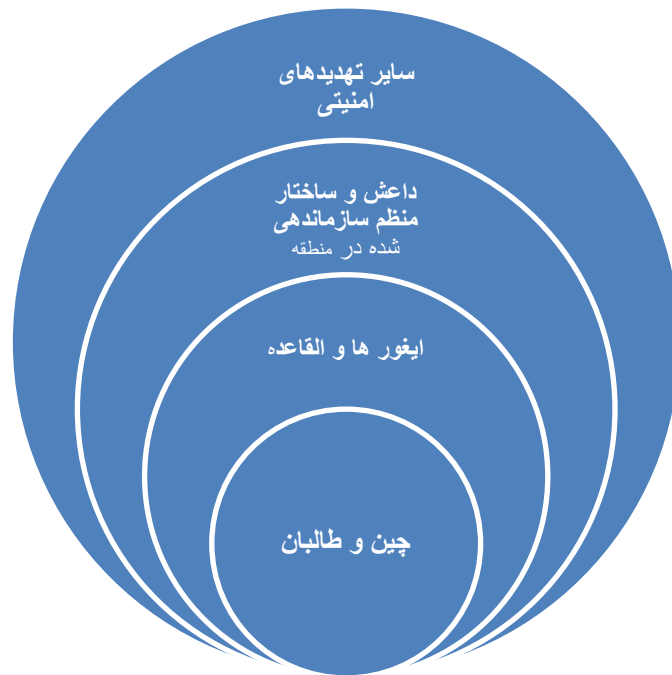 سایر تهدیدهای
امنیتی
داعش و ساختار
منظم سازماندهی
شده در منطقه
ایغور ها و القاعده
چین و طالبان